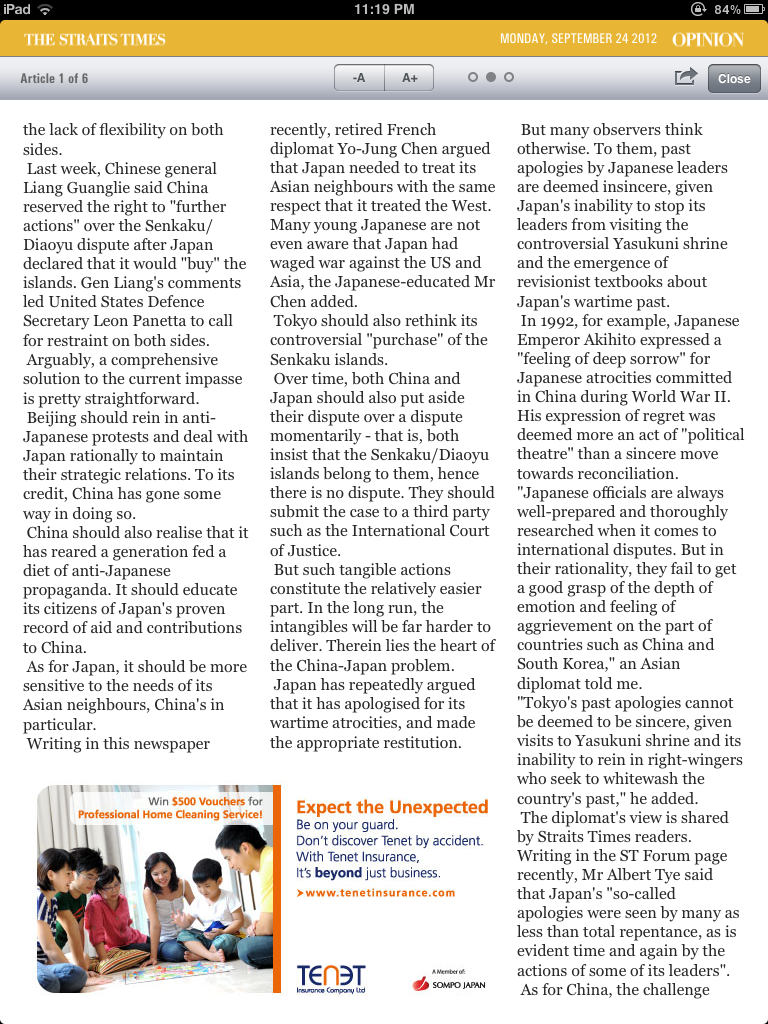 iPad
11:19 PM
84%
THE STRAITS TIMES
MONDAY, SEPTEMBER 24 2012
OPINION
Article 1 of 6
-A
A+
Close
the lack of flexibility on both
sides.
Last week, Chinese general
Liang Guanglie said China
reserved the right to "further
actions" over the Senkaku/
Diaoyu dispute after Japan
declared that it would "buy" the
islands. Gen Liang's comments
led United States Defence
Secretary Leon Panetta to call
for restraint on both sides.
Arguably, a comprehensive
solution to the current impasse
is pretty straightforward.
Beijing should rein in anti-
Japanese protests and deal with
Japan rationally to maintain
their strategic relations. To its
credit, China has gone some
way in doing so.
China should also realise that it
has reared a generation fed a
diet of anti-Japanese
propaganda. It should educate
its citizens of Japan's proven
record of aid and contributions
to China.
As for Japan, it should be more
sensitive to the needs of its
Asian neighbours, China's in
particular.
Writing in this newspaper
recently, retired French
diplomat Yo-Jung Chen argued
that Japan needed to treat its
Asian neighbours with the same
respect that it treated the West.
Many young Japanese are not
even aware that Japan had
waged war against the US and
Asia, the Japanese-educated Mr
Chen added.
Tokyo should also rethink its
controversial "purchase" of the
Senkaku islands.
Over time, both China and
Japan should also put aside
their dispute over a dispute
momentarily - that is, both
insist that the Senkaku/Diaoyu
islands belong to them, hence
there is no dispute. They should
submit the case to a third party
such as the International Court
of Justice.
But such tangible actions
constitute the relatively easier
part. In the long run, the
intangibles will be far harder to
deliver. Therein lies the heart of
the China-Japan problem.
Japan has repeatedly argued
that it has apologised for its
wartime atrocities, and made
the appropriate restitution.
But many observers think
otherwise. To them, past
apologies by Japanese leaders
are deemed insincere, given
Japan's inability to stop its
leaders from visiting the
controversial Yasukuni shrine
and the emergence of
revisionist textbooks about
Japan's wartime past.
In 1992, for example, Japanese
Emperor Akihito expressed a
"feeling of deep sorrow" for
Japanese atrocities committed
in China during World War II.
His expression of regret was
deemed more an act of "political
theatre" than a sincere move
towards reconciliation.
"Japanese officials are always
well-prepared and thoroughly
researched when it comes to
international disputes. But in
their rationality, they fail to get
a good grasp of the depth of
emotion and feeling of
aggrievement on the part of
countries such as China and
South Korea," an Asian
diplomat told me.
"Tokyo's past apologies cannot
be deemed to be sincere, given
visits to Yasukuni shrine and its
inability to rein in right-wingers
who seek to whitewash the
country's past," he added.
The diplomat's view is shared
by Straits Times readers.
Writing in the ST Forum page
recently, Mr Albert Tye said
that Japan's "so-called
apologies were seen by many as
less than total repentance, as is
evident time and again by the
actions of some of its leaders".
As for China, the challenge
Win $500 Vouchers for
Professional Home Cleaning Service!
Expect the Unexpected
Be on your guard.
Don't discover Tenet by accident.
With Tenet Insurance,
It's beyond just business.
➤www.tenetinsurance.com
TENET
Insurance Company Ltd
A Member of:
SOMPO JAPAN